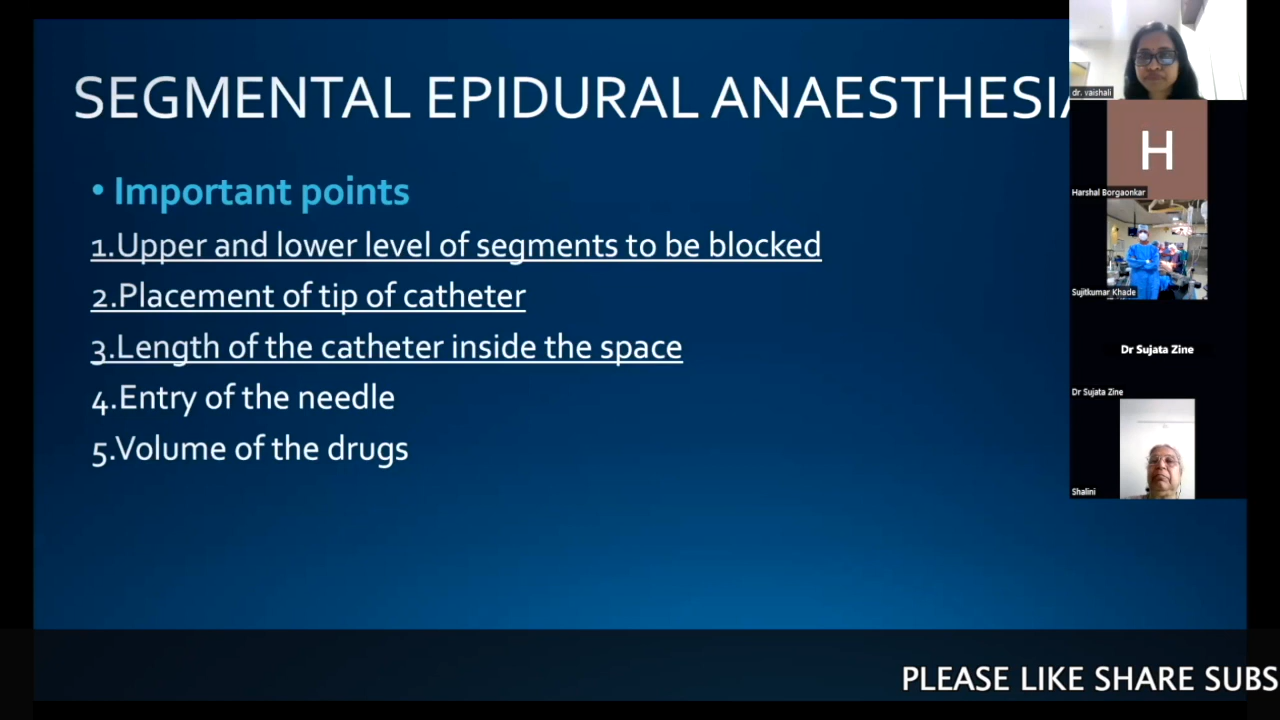 SEGMENTAL EPIDURAL ANAESTHESIA
• Important points
1.Upper and lower level of segments to be blocked
2.Placement of tip of catheter
3.Length of the catheter inside the space
4.Entry of the needle
5.Volume of the drugs
dr. vaishali
H
Harshal Borgaonkar
Sujitkumar Khade
Dr Sujata Zine
Dr Sujata Zine
Shalini
PLEASE LIKE SHARE SUBS